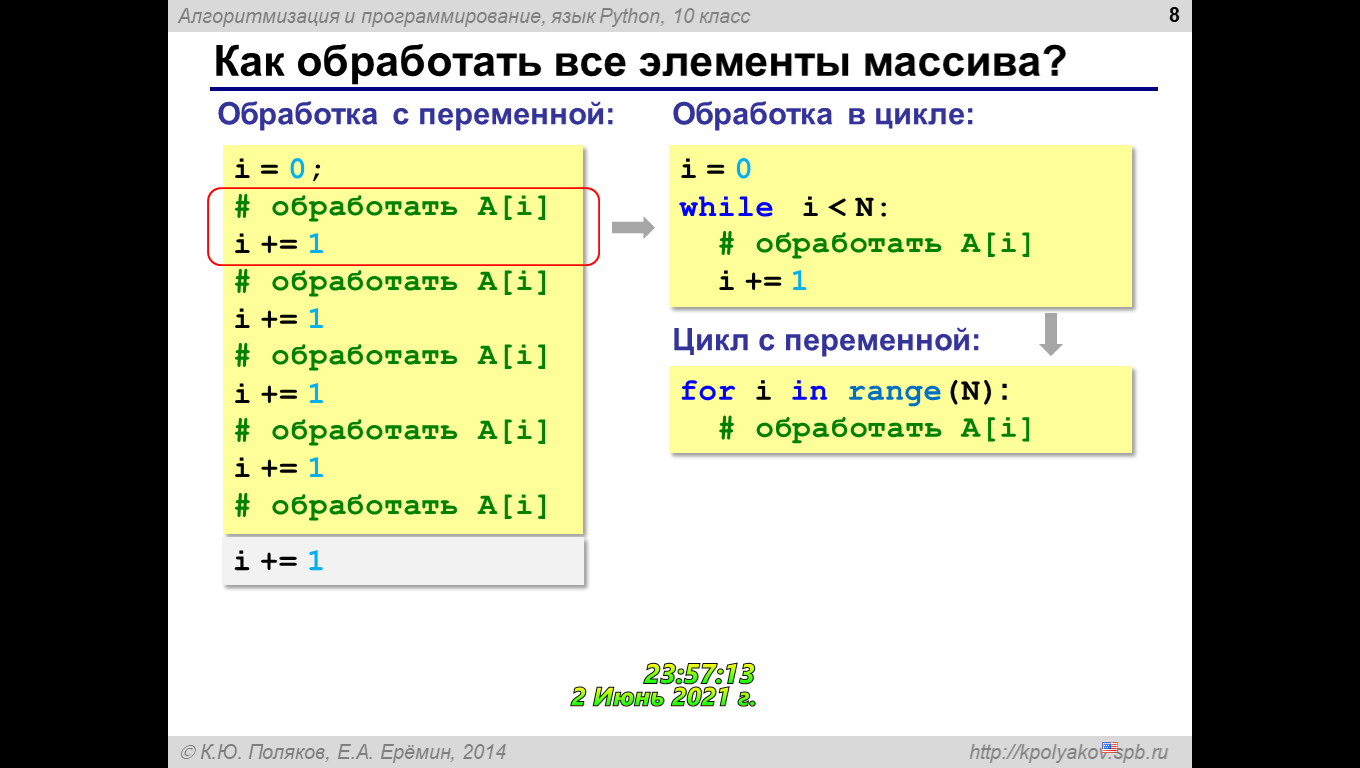 Алгоритмизация и программирование, язык Python, 10 класс
8
Как обработать все элементы массива?
Обработка с переменной:
i = 0;
# обработать A[i]
i += 1
# обработать A[i]
i += 1
# обработать A[i]
i += 1
# обработать A[i]
i += 1
# обработать A[i]
i += 1
Обработка в цикле:
i = 0
while i < N:
# обработать A[i]
i += 1
Цикл с переменной:
for i in range(N):
# обработать A[i]
23:57:13
2 Июнь 2021 г.
© К.Ю. Поляков, Е.А. Ерёмин, 2014
http://kpolyakov.spb.ru